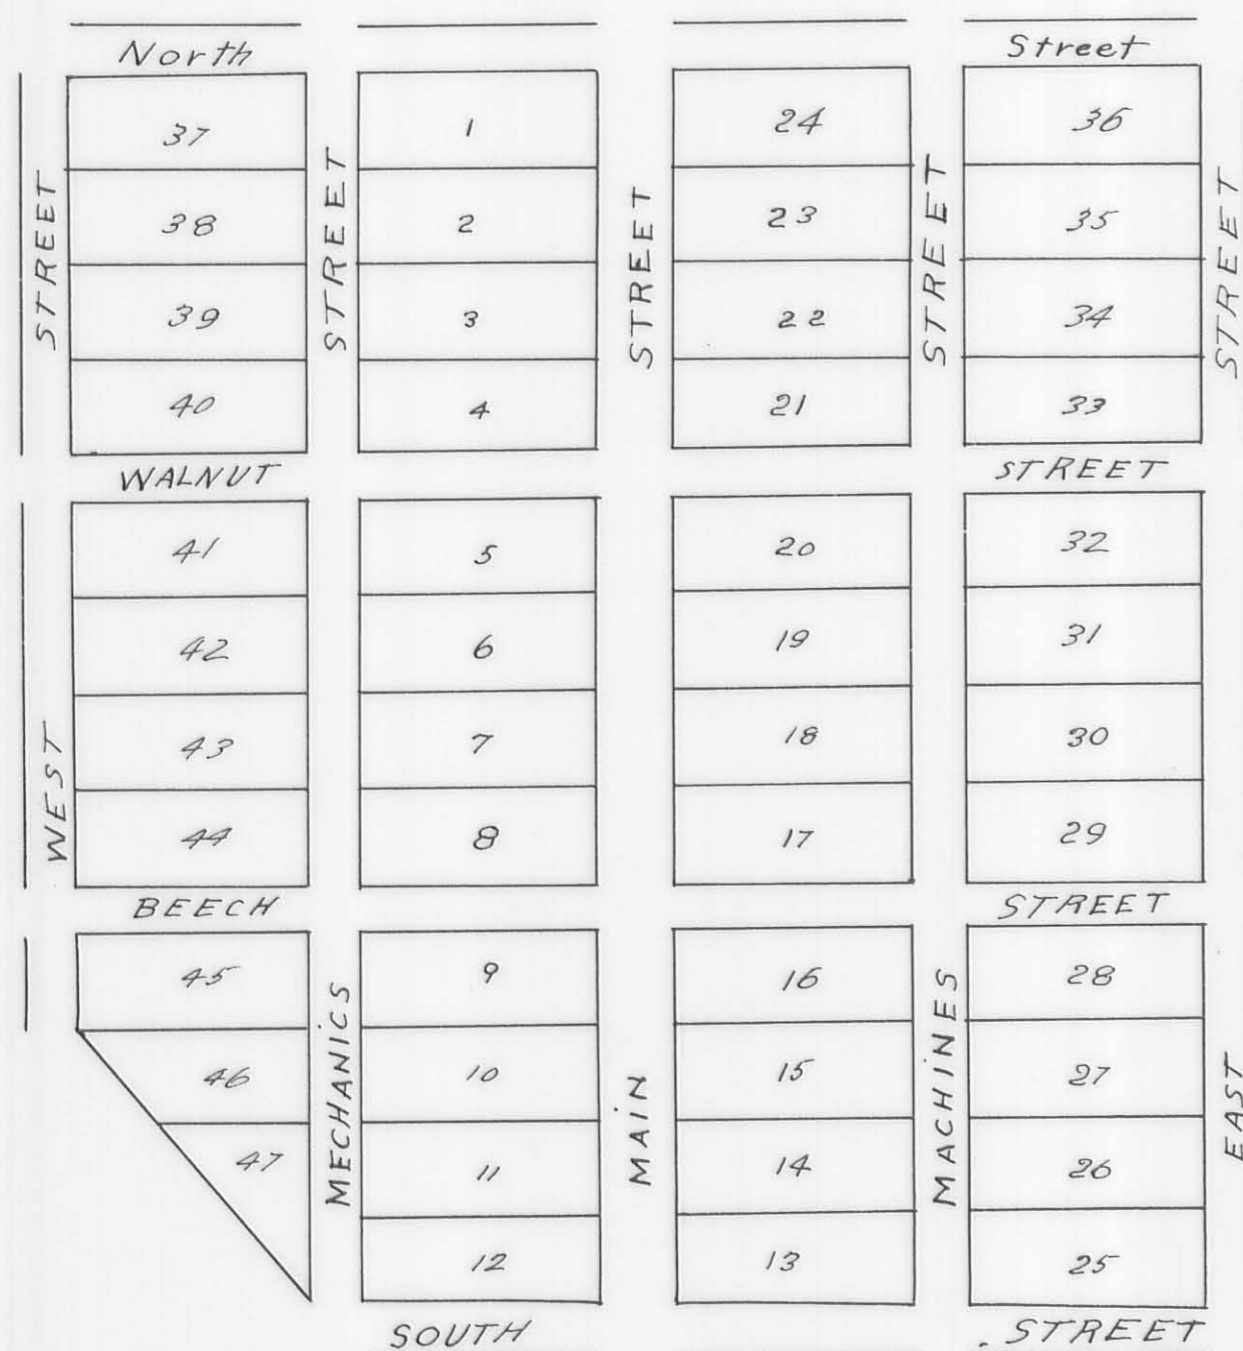 North Street
37 1 24 36
38 2 23 35
39 3 22 34
40 4 21 33
STREET STREET STREET STREET STREET
WALNUT STREET
41 5 20 32
42 6 19 31
43 7 18 30
44 8 17 29
WEST
BEECH STREET
45 9 16 28
46 10 15 27
47 11 14 26
12 13 25
MECHANiCS MAiN MACHiNES EAST
SOUTH STREET